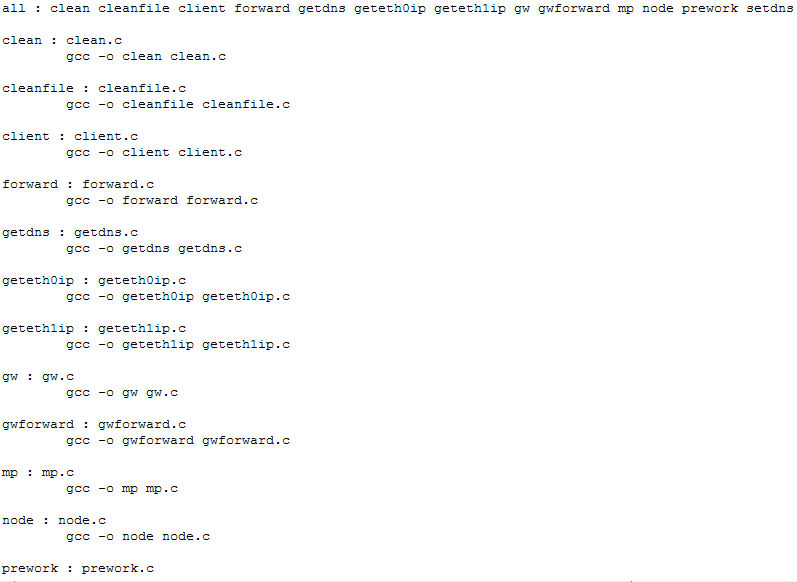 all : clean cleanfile client forward getdns geteth0ip geteth1ip gw gwforward mp node prework setdns
clean : clean.c
gcc -o clean clean.c
cleanfile : cleanfile.c
gcc -o cleanfile cleanfile.c
client : client.c
gcc -o client client.c
forward : forward.c
gcc -o forward forward.c
getdns : getdns.c
gcc -o getdns getdns.c
geteth0ip : geteth0ip.c
gcc -o geteth0ip geteth0ip.c
geteth1ip : geteth1ip.c
gcc -o geteth1ip geteth1ip.c
gw : gw.c
gcc -o gw gw.c
gwforward : gwforward.c
gcc -o gwforward gwforward.c
mp : mp.c
gcc -o mp mp.c
node : node.c
gcc -o node node.c
prework : prework.c